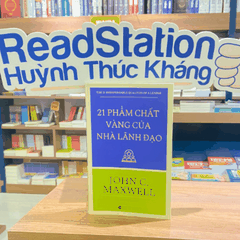 ReadStation
Huỳnh Thúc Kháng
21 PHẨM CHẤT
VÀNG CỦA
NHÀ LÃNH ĐẠO
JOHN C.
MAXWELL